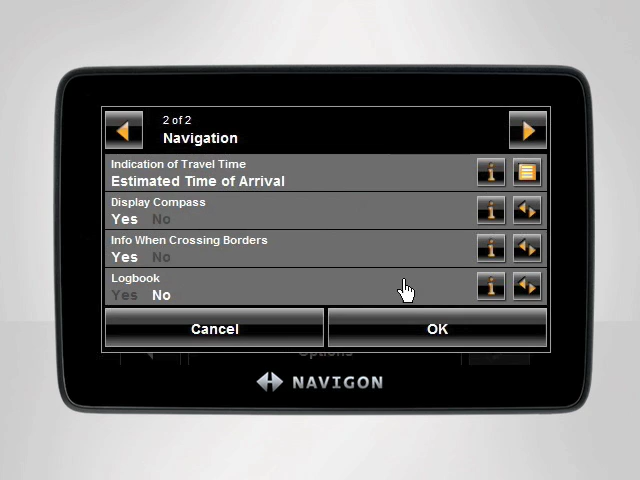 2 of 2
Navigation
Indication of Travel Time
Estimated Time of Arrival
Display Compass
Yes No
Info When Crossing Borders
Yes No
Logbook
Yes No
Cancel OK
Options
NAVIGON